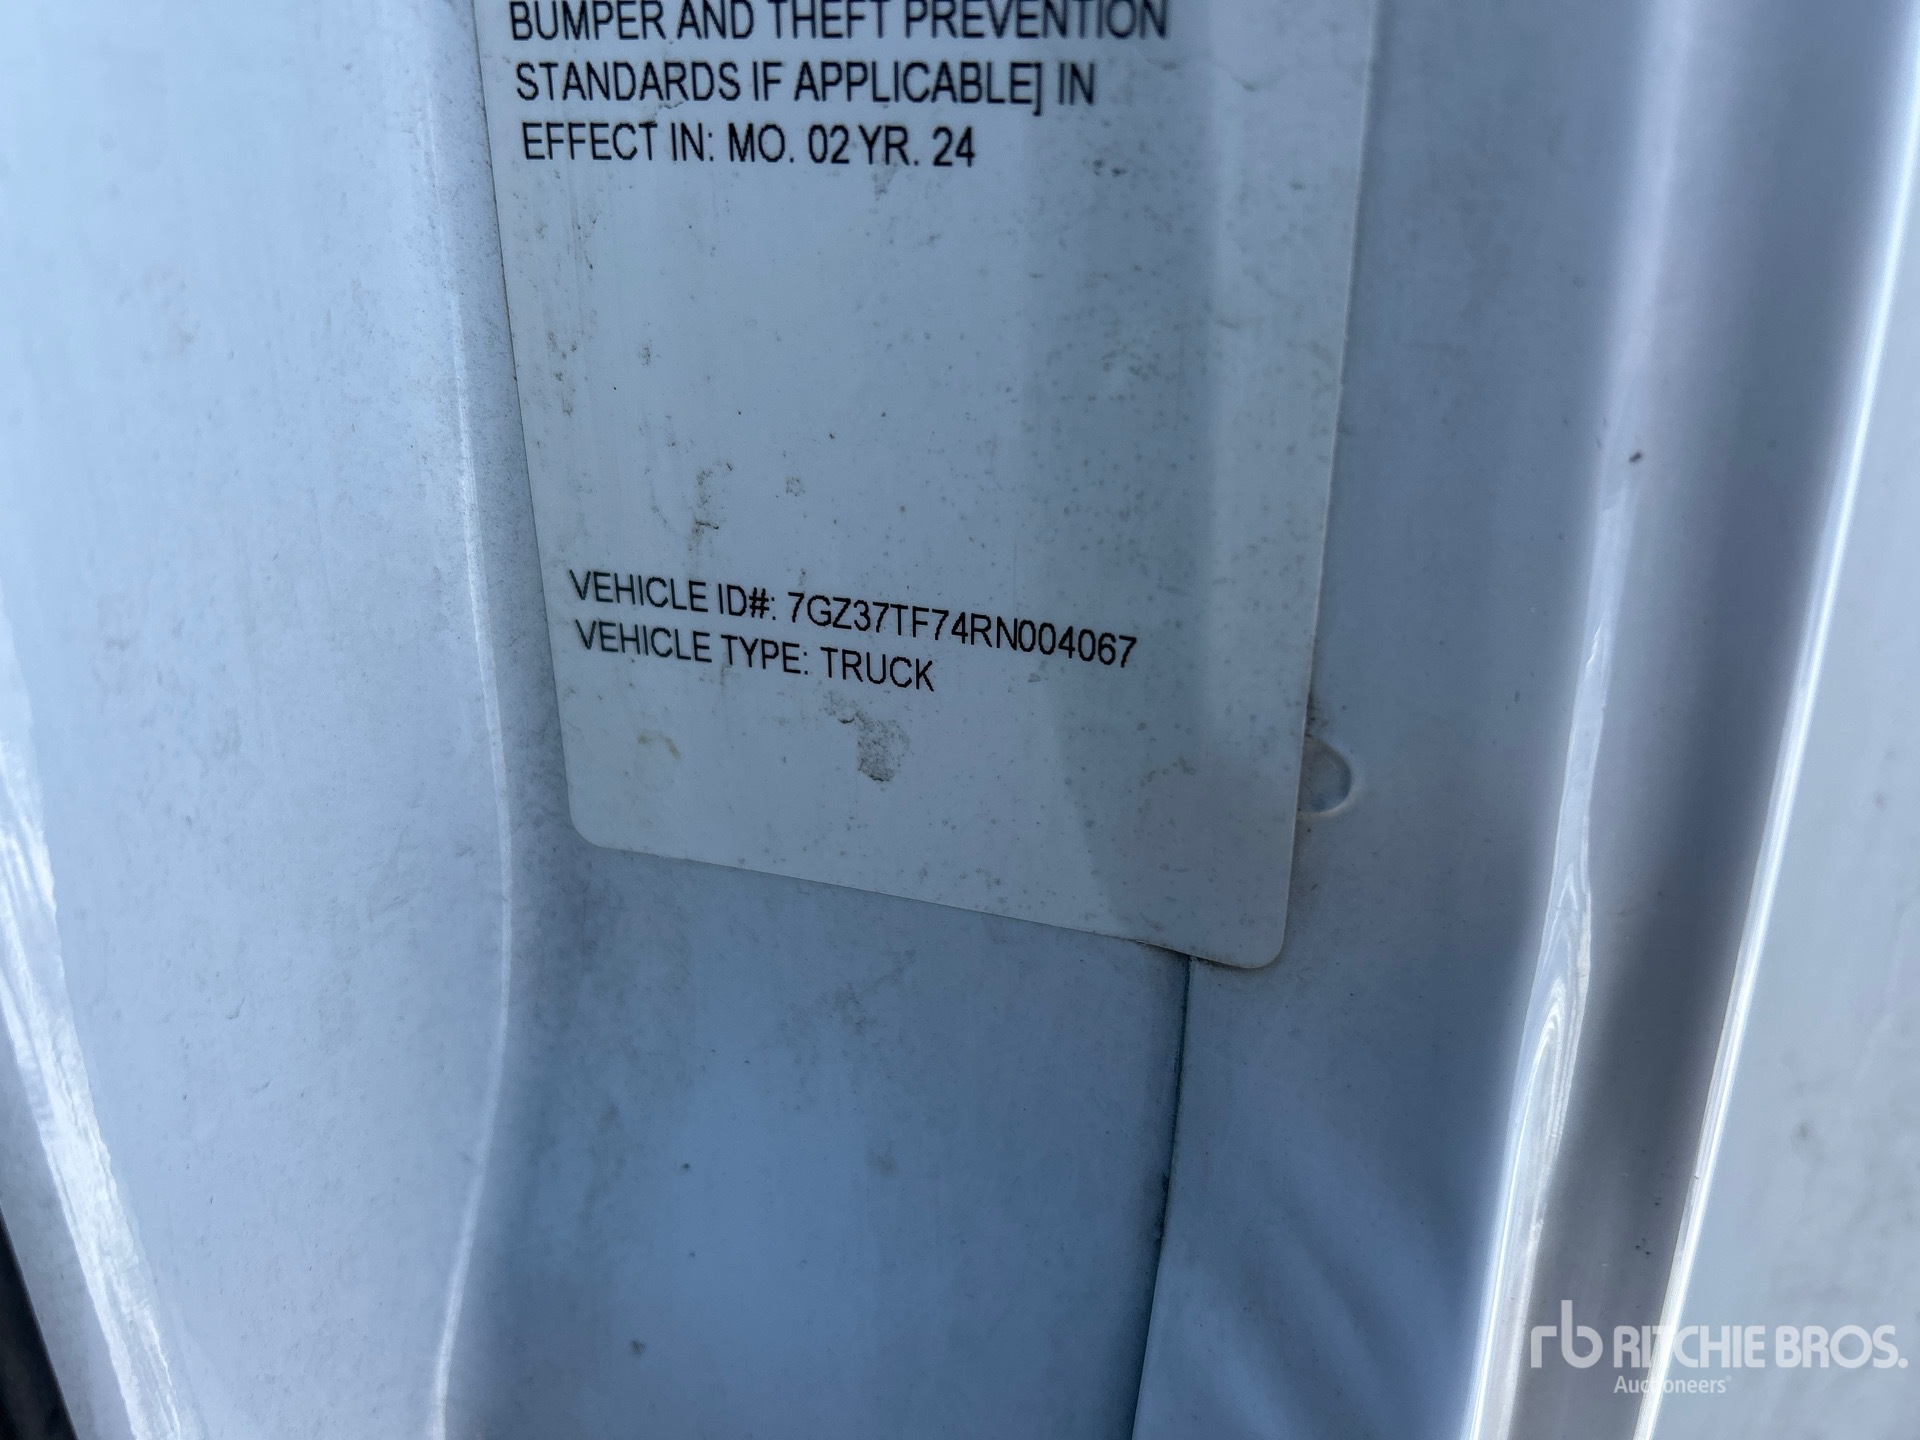 BUMPER AND THEFT PREVENTION
STANDARDS IF APPLICABLE] IN
EFFECT IN: MO. 02 YR. 24
VEHICLE ID#: 7GZ37TF74RN004067
VEHICLE TYPE: TRUCK
rb RITCHIE BROS.
Auctioneers